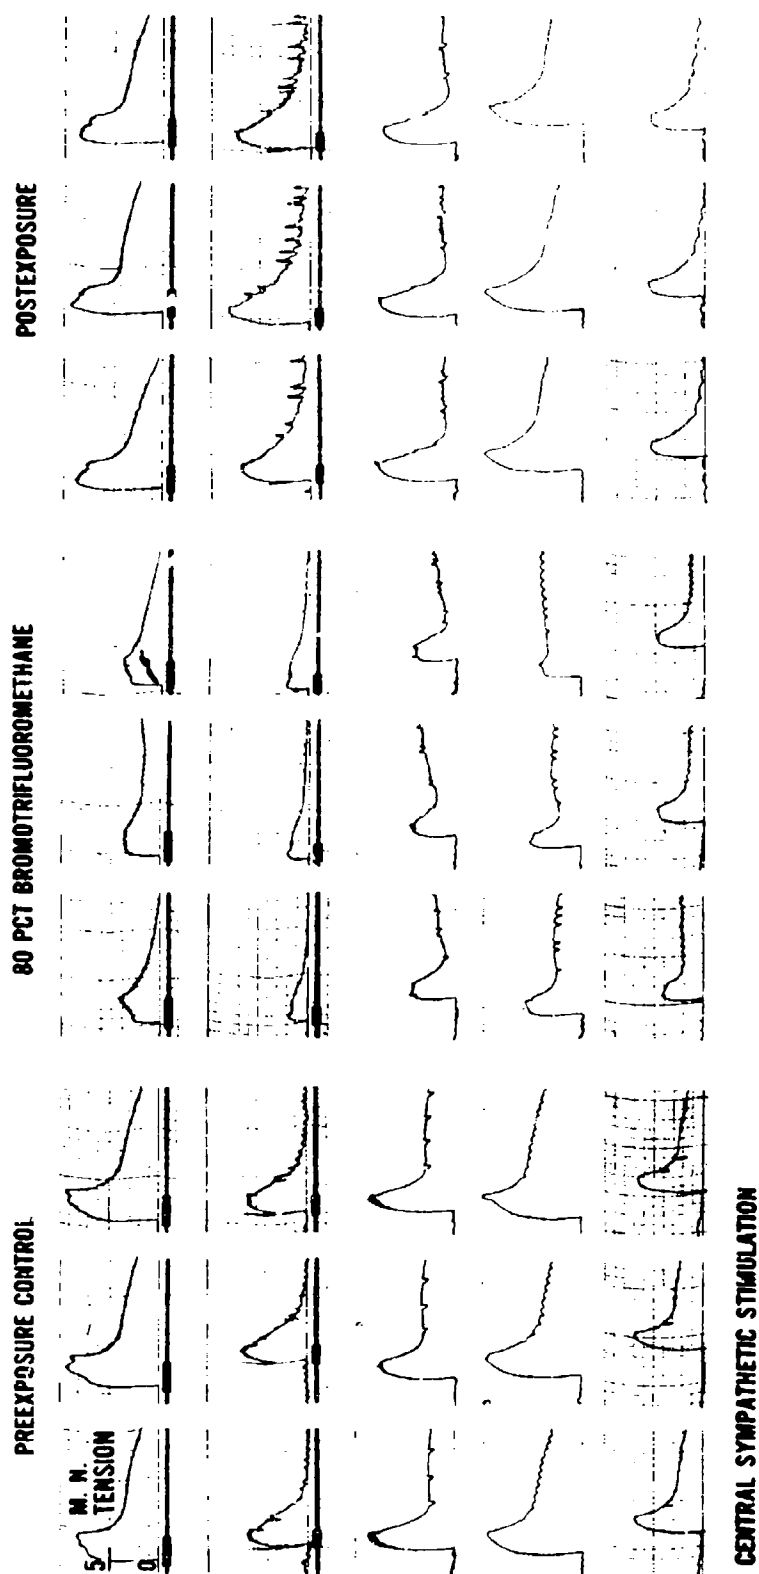 PREEXPOSURE CONTROL
80 PCT BROMOTRIFLUOROMETHANE
POSTEXPOSURE
M. N.
TENSION
5
0
CENTRAL SYMPATHETIC STIMULATION